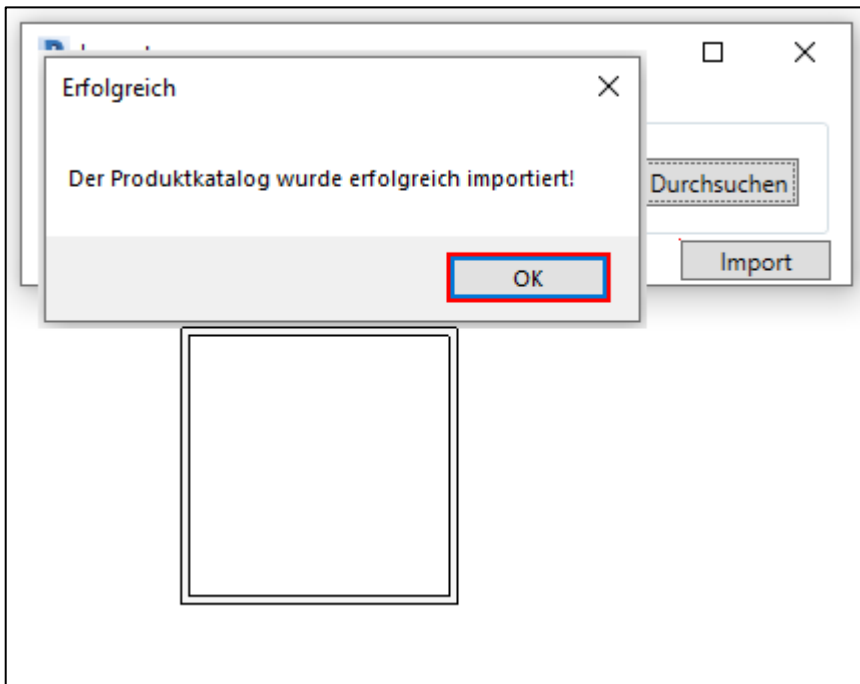 Erfolgreich
Der Produktkatalog wurde erfolgreich importiert!
Durchsuchen
OK
Import